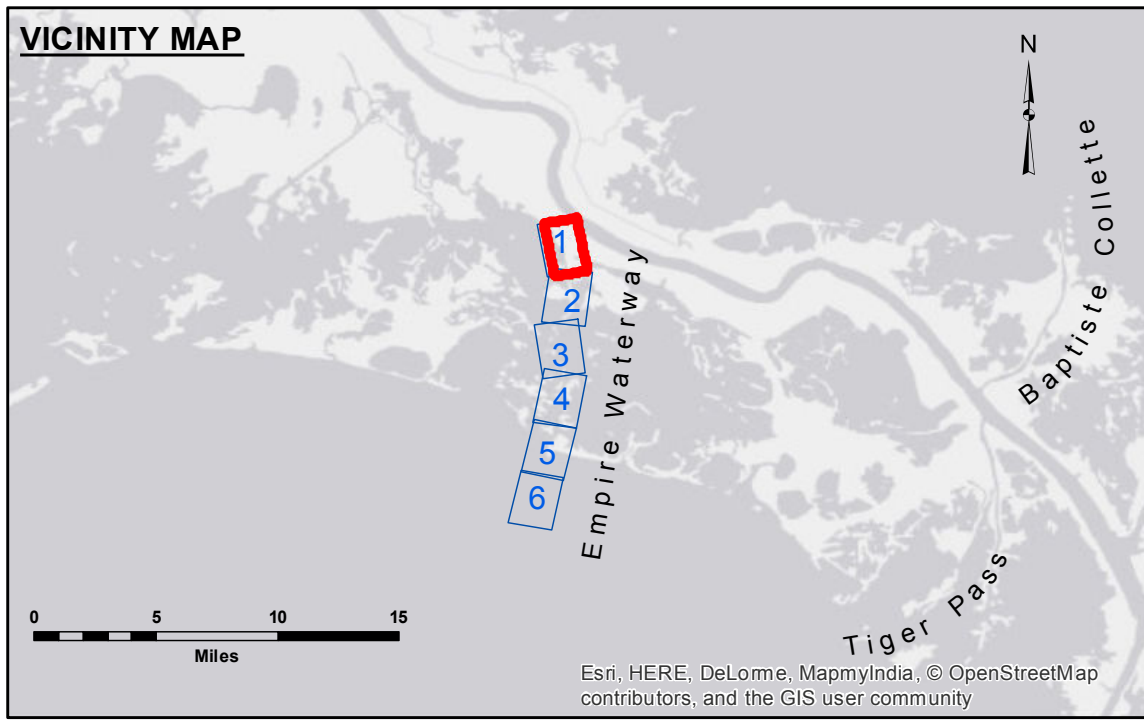 VICINITY MAP
N
Baptiste Collette
1
2
3
4
5
6
Empire Waterway
Tiger Pass
0 5 10 15
Miles
Esri, HERE, DeLorme, MapmyIndia, © OpenStreetMap
contributors, and the GIS user community